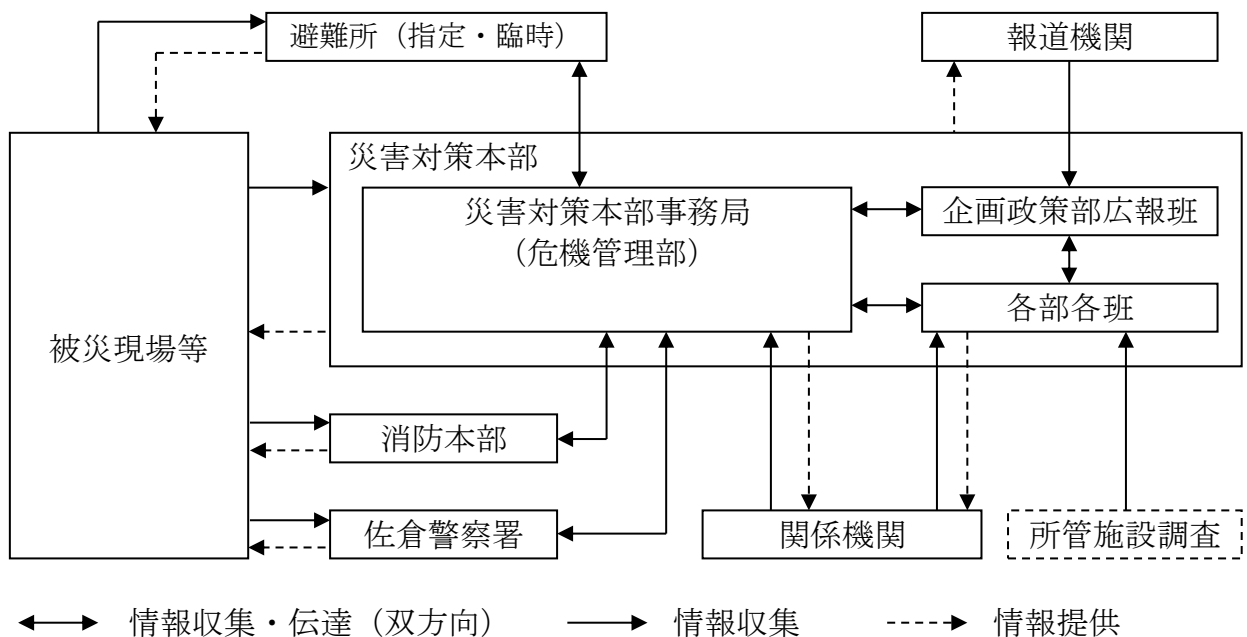 避難所（指定・臨時）
報道機関
災害対策本部
災害対策本部事務局
（危機管理部）
企画政策部広報班
各部各班
被災現場等
消防本部
佐倉警察署
関係機関
所管施設調査
情報収集・伝達（双方向）
情報収集
情報提供